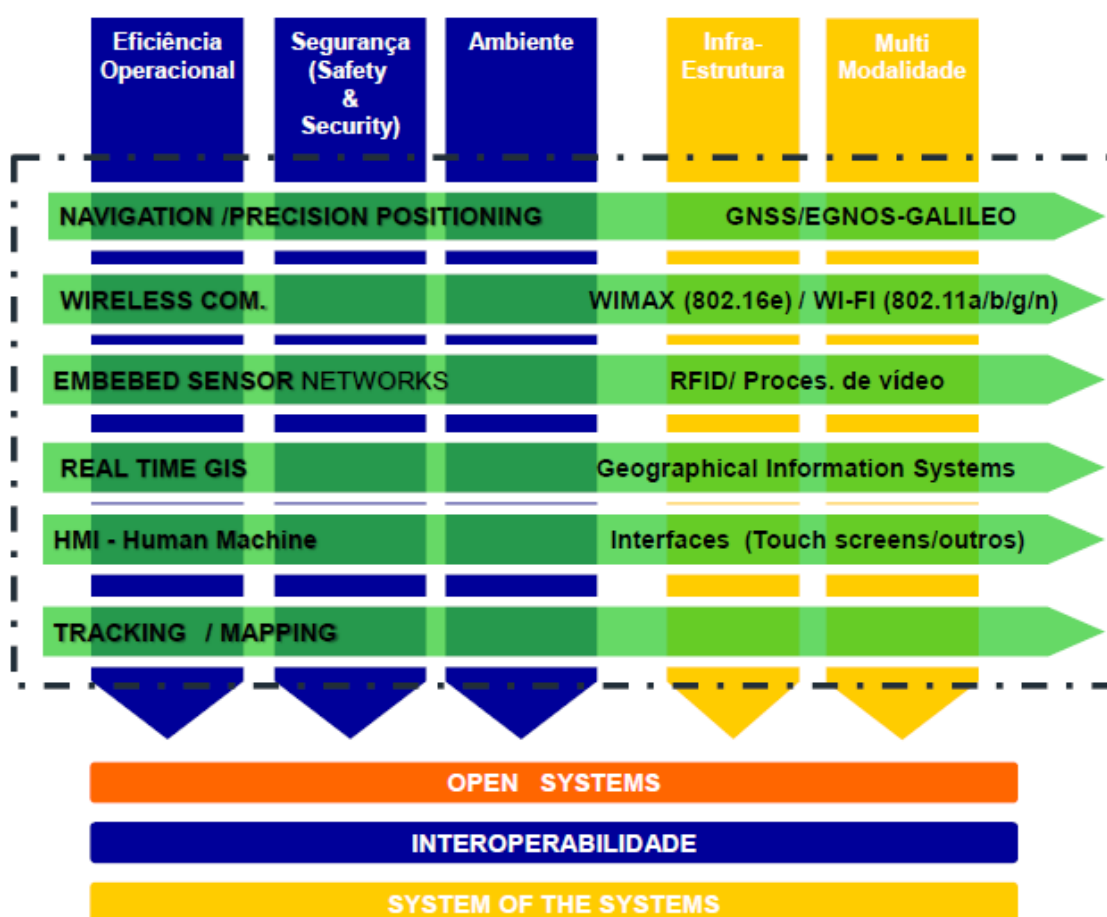 Eficiência
Operacional
Segurança
(Safety
&
Security)
Ambiente
Infra-
Estrutura
Multi
Modalidade
NAVIGATION /PRECISION POSITIONING GNSS/EGNOS-GALILEO
WIRELESS COM. WIMAX (802.16e) / WI-FI (802.11a/b/g/n)
EMBEBED SENSOR NETWORKS RFID/ Proces. de vídeo
REAL TIME GIS Geographical Information Systems
HMI - Human Machine Interfaces (Touch screens/outros)
TRACKING / MAPPING
OPEN SYSTEMS
INTEROPERABILIDADE
SYSTEM OF THE SYSTEMS